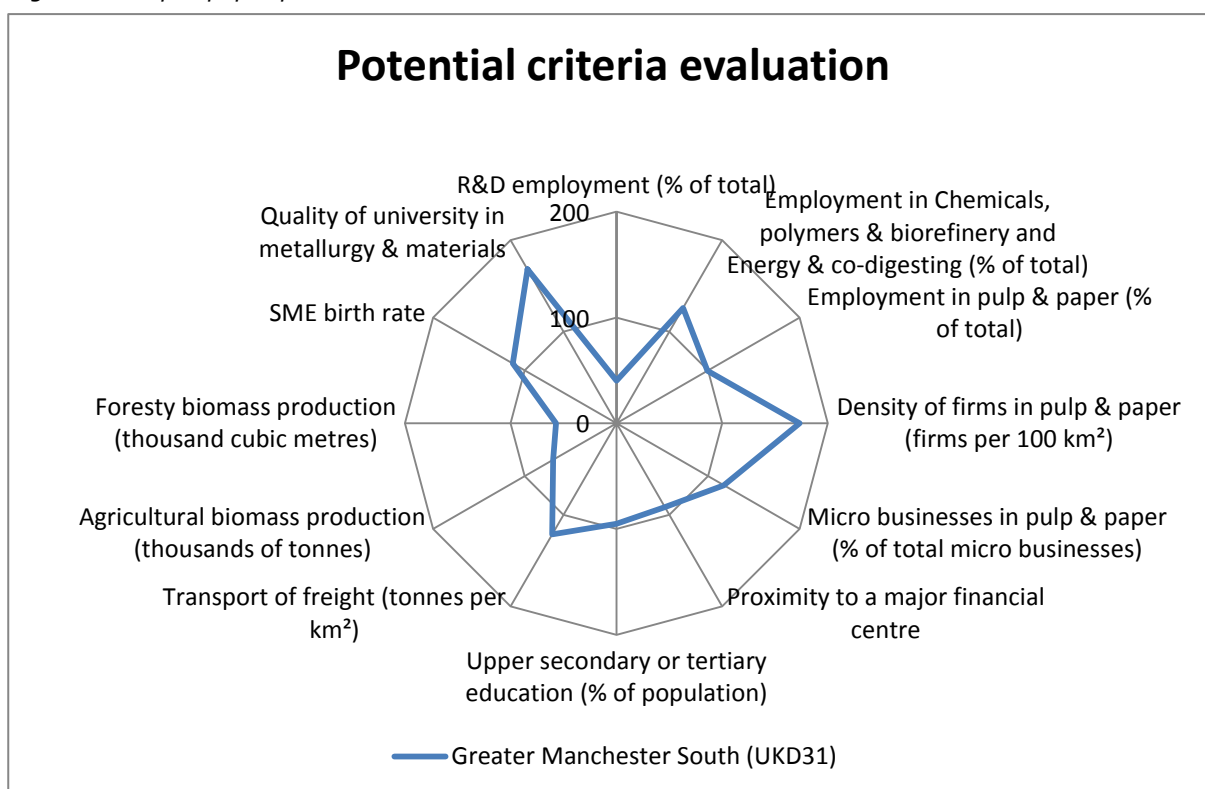 Potential criteria evaluation
R&D employment (% of total)
Employment in Chemicals,
polymers & biorefinery and
Energy & co-digesting (% of total)
Employment in pulp & paper (%
of total)
Density of firms in pulp & paper
(firms per 100 km²)
Micro businesses in pulp & paper
(% of total micro businesses)
Proximity to a major financial
centre
Upper secondary or tertiary
education (% of population)
Transport of freight (tonnes per
km²)
Agricultural biomass production
(thousands of tonnes)
Foresty biomass production
(thousand cubic metres)
SME birth rate
Quality of university in
metallurgy & materials
200
100
0
Greater Manchester South (UKD31)